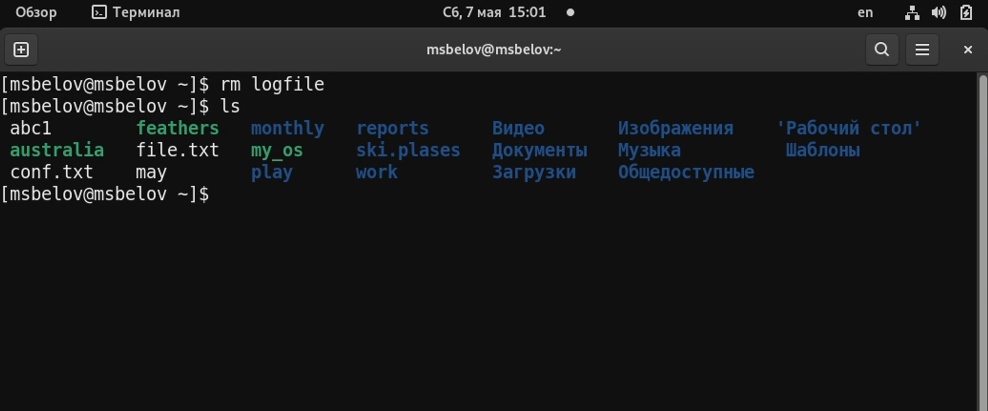 Обзор Терминал Сб, 7 мая 15:01 en
msbelov@msbelov:~
[msbelov@msbelov ~]$ rm logfile
[msbelov@msbelov ~]$ ls
abc1 feathers monthly reports Видео Изображения 'Рабочий стол'
australia file.txt my_os ski.plases Документы Музыка Шаблоны
conf.txt may play work Загрузки Общедоступные
[msbelov@msbelov ~]$